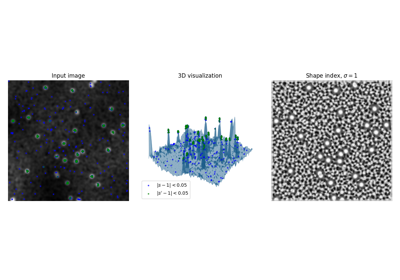 Input image
3D visualization
Shape index, σ = 1
|s − 1| < 0.05
|s' − 1| < 0.05